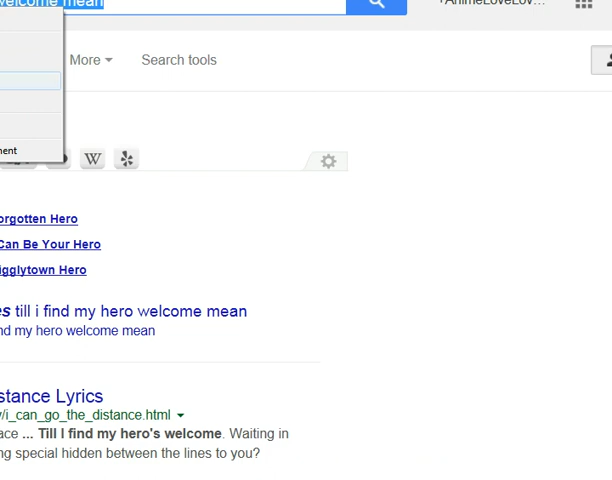 welcome mean
+AnimeLoveLov...
More
Search tools
ment
W
orgotten Hero
Can Be Your Hero
igglytown Hero
es till i find my hero welcome mean
nd my hero welcome mean
stance Lyrics
/i_can_go_the_distance.html
ace ... Till I find my hero's welcome. Waiting in
ng special hidden between the lines to you?